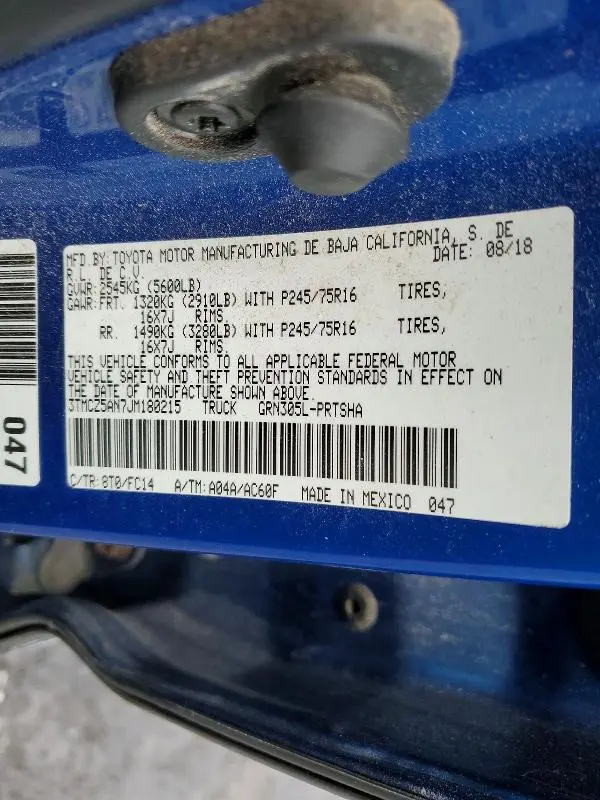 MFD.BY:TOYOTA MOTOR MANUFACTURING DE BAJA CALIFORNIA, S. DE
R.L. DE C.V. DATE: 08/18
GVWR:2545KG (5600LB)
GAWR:FRT. 1320KG (2910LB) WITH P245/75R16 TIRES,
16X7J RIMS.
RR. 1490KG (3280LB) WITH P245/75R16 TIRES,
16X7J RIMS.
THIS VEHICLE CONFORMS TO ALL APPLICABLE FEDERAL MOTOR
VEHICLE SAFETY AND THEFT PREVENTION STANDARDS IN EFFECT ON
THE DATE OF MANUFACTURE SHOWN ABOVE.
3TMCZ5AN7JM180215 TRUCK GRN305L-PRTSHA
C/TR: 8T0/FC14 A/TM: A04A/AC60F MADE IN MEXICO 047
047